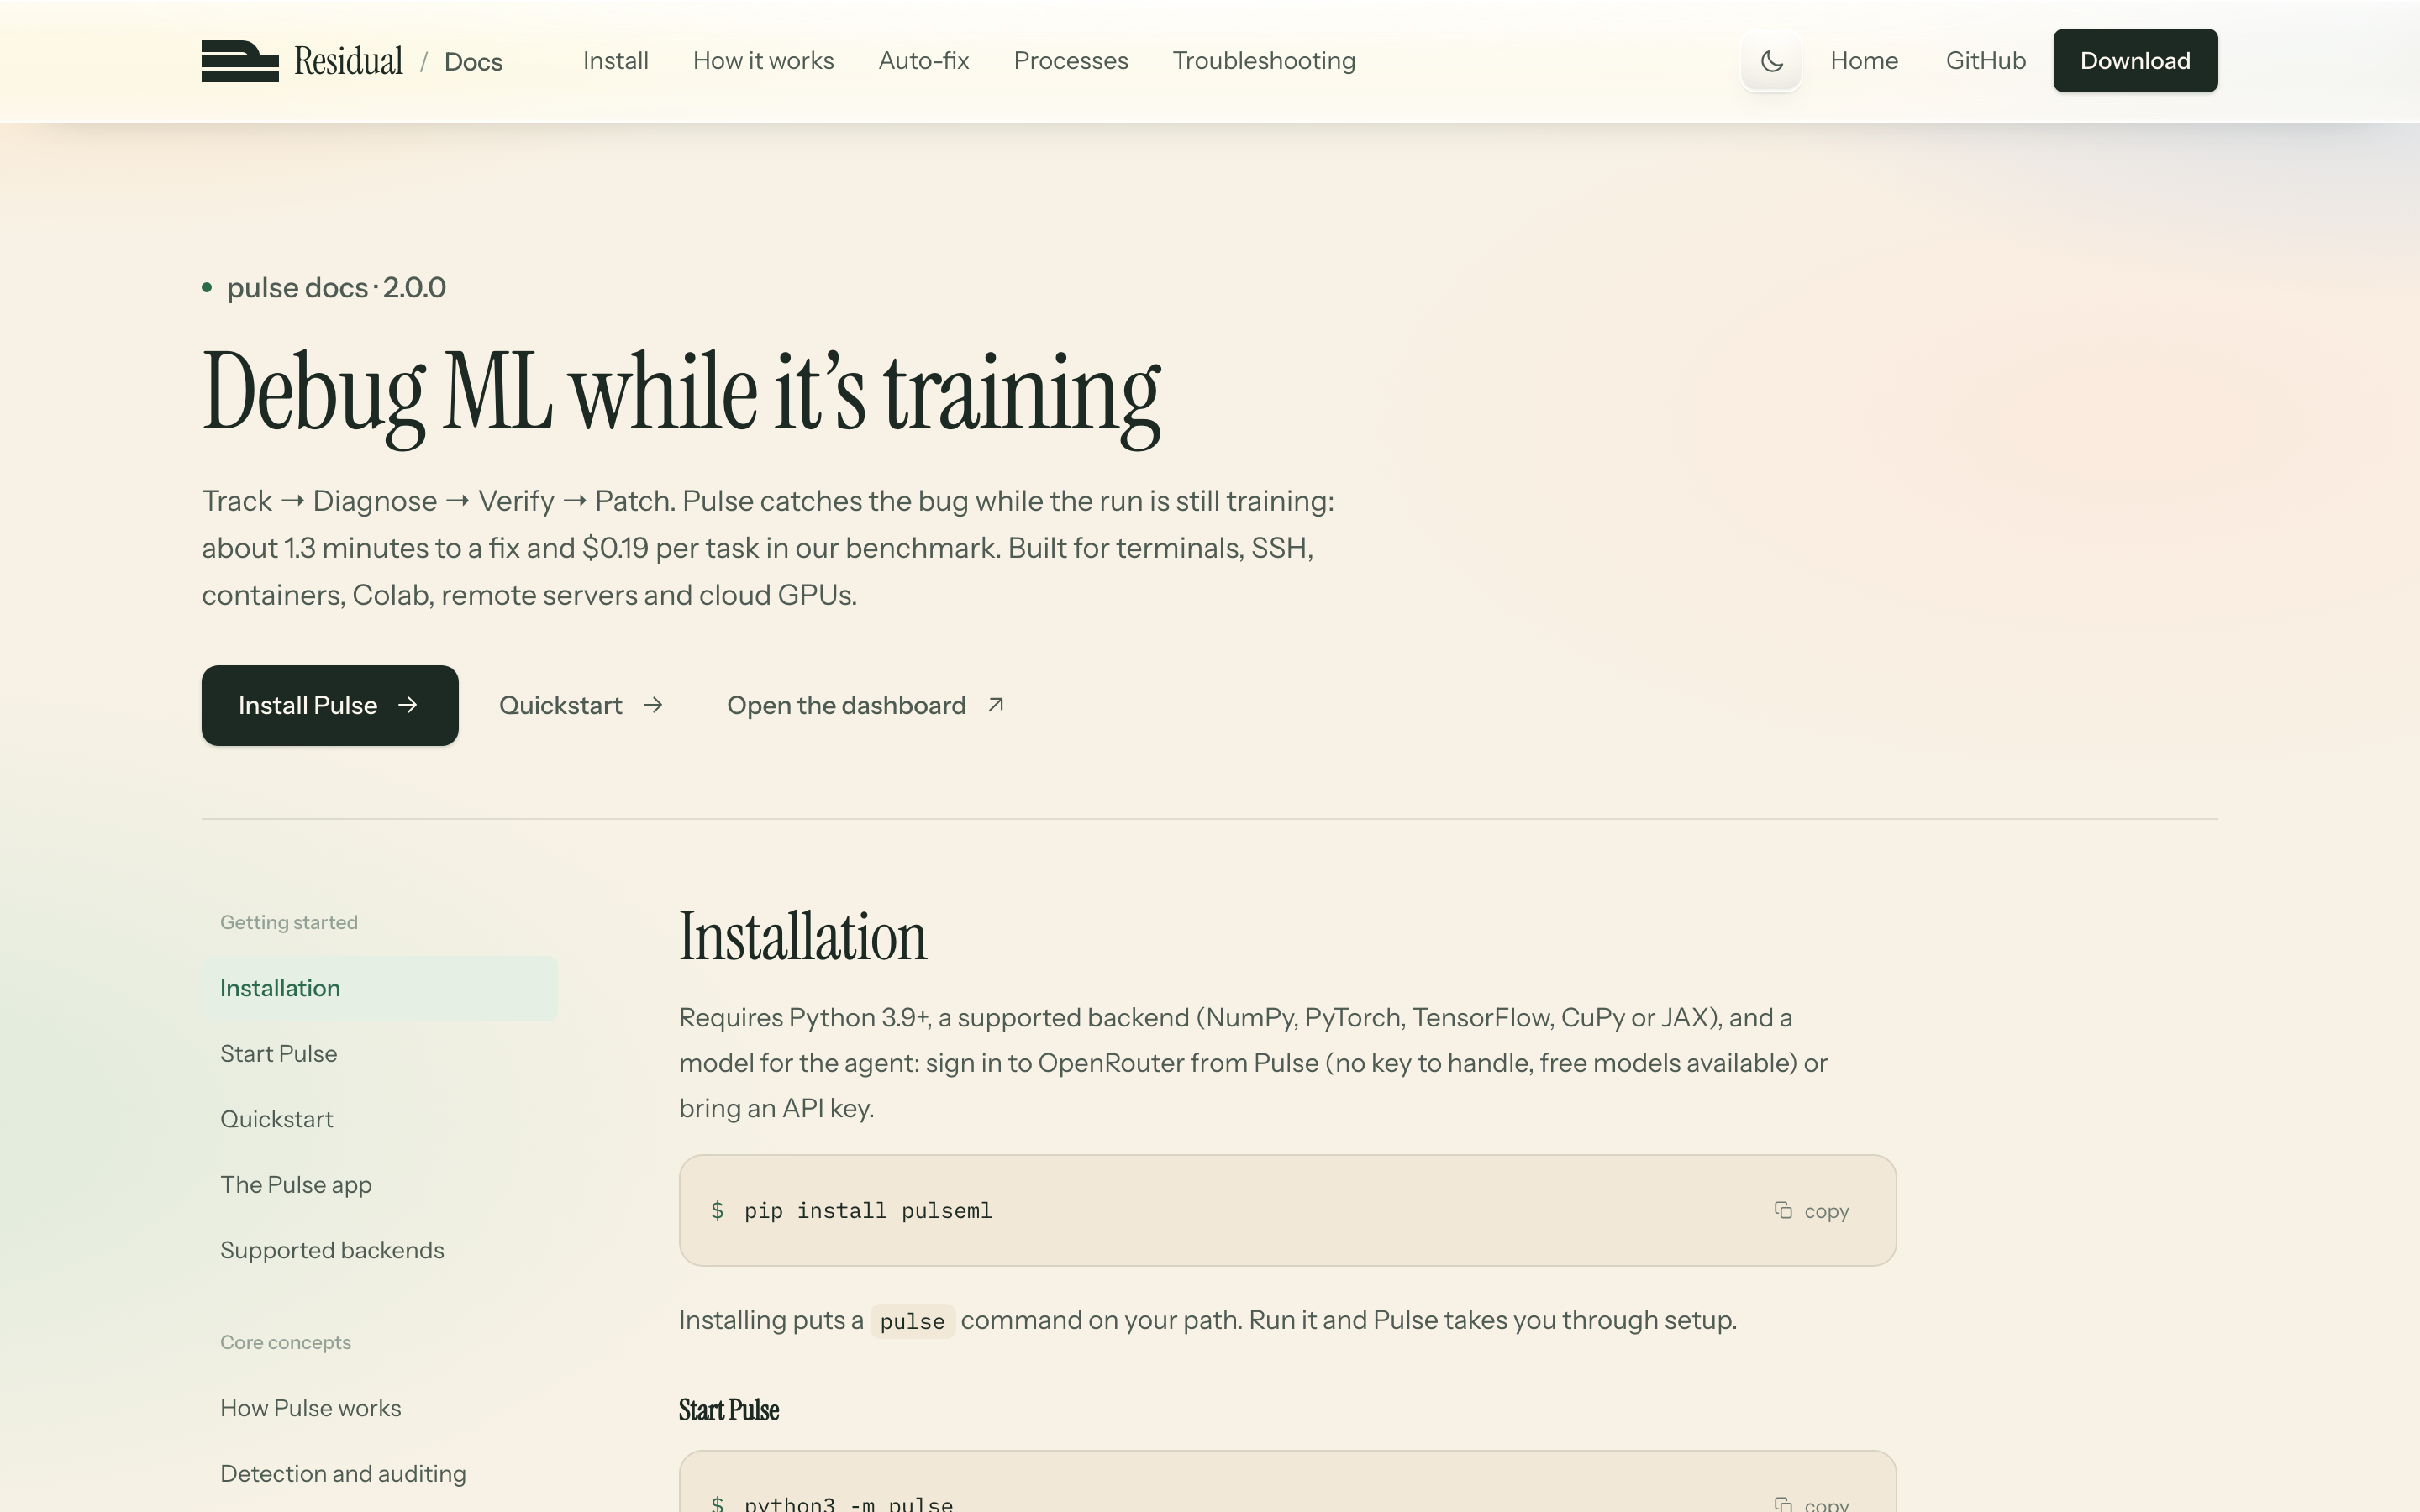 Residual / Docs Install How it works Auto-fix Processes Troubleshooting Home GitHub Download
pulse docs · 2.0.0
Debug ML while it’s training
Track → Diagnose → Verify → Patch. Pulse catches the bug while the run is still training:
about 1.3 minutes to a fix and $0.19 per task in our benchmark. Built for terminals, SSH,
containers, Colab, remote servers and cloud GPUs.
Install Pulse → Quickstart → Open the dashboard ↗
Getting started
Installation
Start Pulse
Quickstart
The Pulse app
Supported backends
Core concepts
How Pulse works
Detection and auditing
Installation
Requires Python 3.9+, a supported backend (NumPy, PyTorch, TensorFlow, CuPy or JAX), and a
model for the agent: sign in to OpenRouter from Pulse (no key to handle, free models available) or
bring an API key.
$ pip install pulseml copy
Installing puts a pulse command on your path. Run it and Pulse takes you through setup.
Start Pulse
$ python3 -m pulse copy